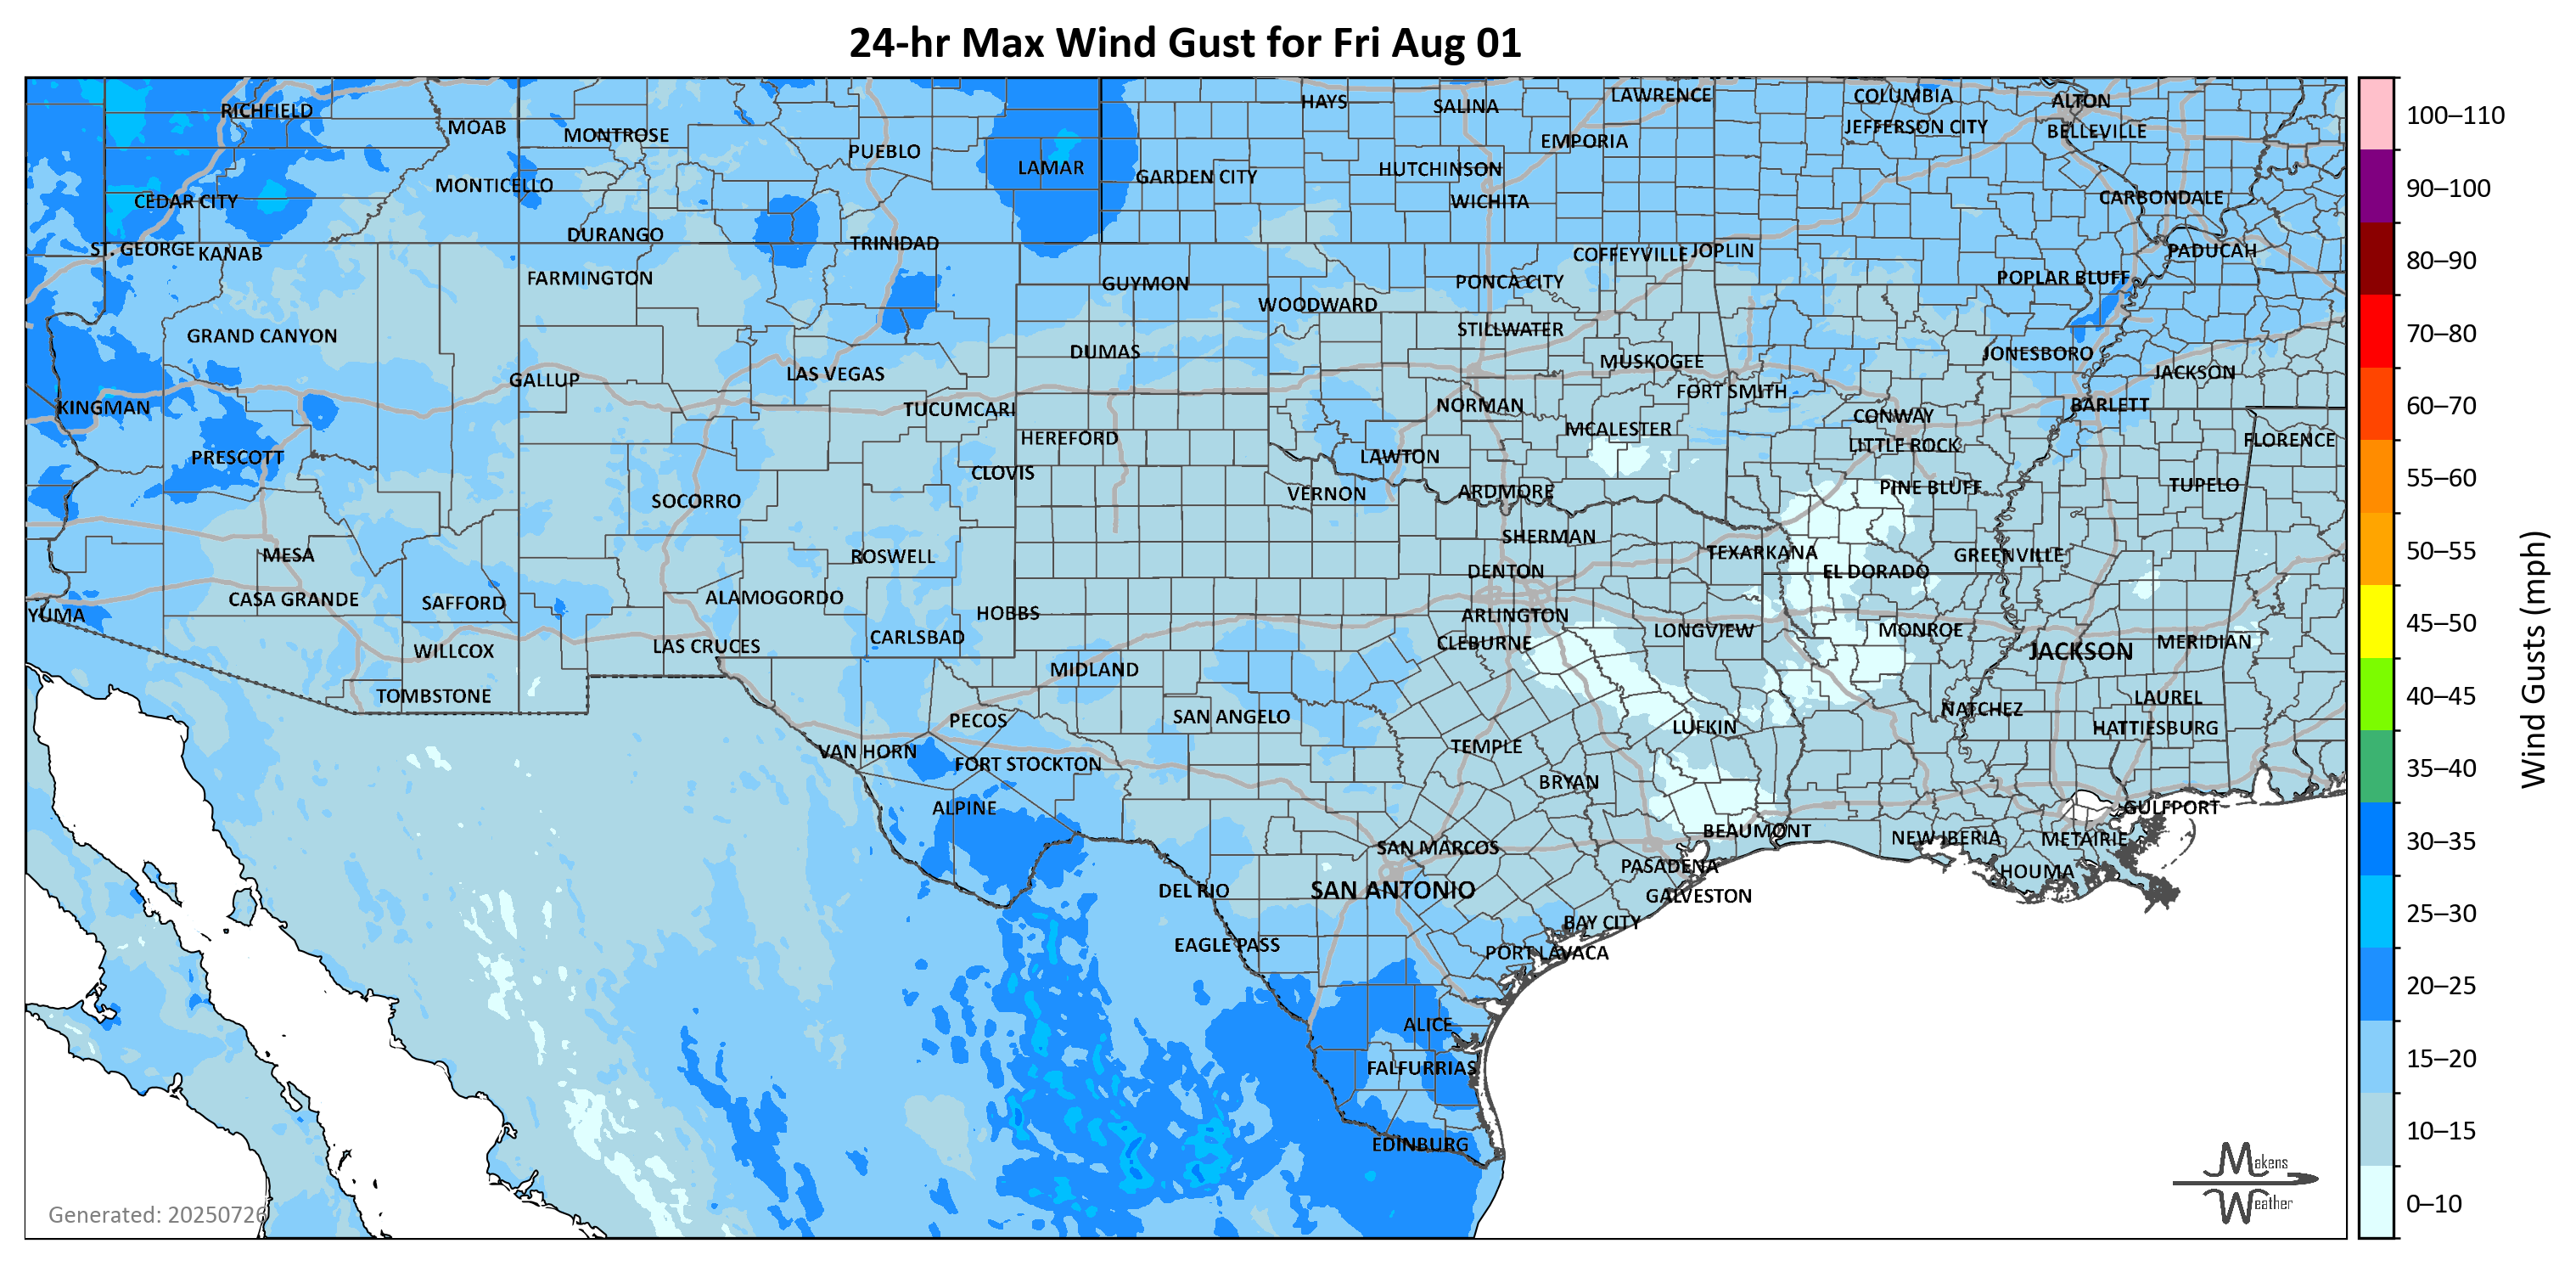 24-hr Max Wind Gust for Fri Aug 01
RICHFIELD
MOAB
MONTROSE
PUEBLO
LAMAR
HAYS
SALINA
LAWRENCE
COLUMBIA
ALTON
EMPORIA
JEFFERSON CITY
BELLEVILLE
GARDEN CITY
HUTCHINSON
MONTICELLO
CEDAR CITY
WICHITA
CARBONDALE
DURANGO
TRINIDAD
ST. GEORGE
KANAB
COFFEYVILLE
JOPLIN
PADUCAH
FARMINGTON
GUYMON
PONCA CITY
POPLAR BLUFF
WOODWARD
GRAND CANYON
STILLWATER
DUMAS
MUSKOGEE
JONESBORO
JACKSON
GALLUP
LAS VEGAS
FORT SMITH
KINGMAN
TUCUMCARI
NORMAN
BARLETT
CONWAY
HEREFORD
MCALESTER
LITTLE ROCK
FLORENCE
PRESCOTT
CLOVIS
LAWTON
SOCORRO
VERNON
ARDMORE
PINE BLUFF
TUPELO
MESA
ROSWELL
SHERMAN
TEXARKANA
GREENVILLE
DENTON
EL DORADO
CASA GRANDE
SAFFORD
ALAMOGORDO
YUMA
HOBBS
ARLINGTON
WILLCOX
LAS CRUCES
CARLSBAD
CLEBURNE
LONGVIEW
MONROE
JACKSON
MERIDIAN
TOMBSTONE
MIDLAND
LAUREL
PECOS
SAN ANGELO
LUFKIN
NATCHEZ
HATTIESBURG
VAN HORN
FORT STOCKTON
TEMPLE
BRYAN
ALPINE
GULFPORT
SAN MARCOS
BEAUMONT
NEW IBERIA
METAIRIE
PASADENA
HOUMA
DEL RIO
SAN ANTONIO
GALVESTON
EAGLE PASS
BAY CITY
PORT LAVACA
ALICE
FALFURRIAS
EDINBURG
Generated: 20250726
Makens
Weather
100–110
90–100
80–90
70–80
60–70
55–60
50–55
45–50
40–45
35–40
30–35
25–30
20–25
15–20
10–15
0–10
Wind Gusts (mph)